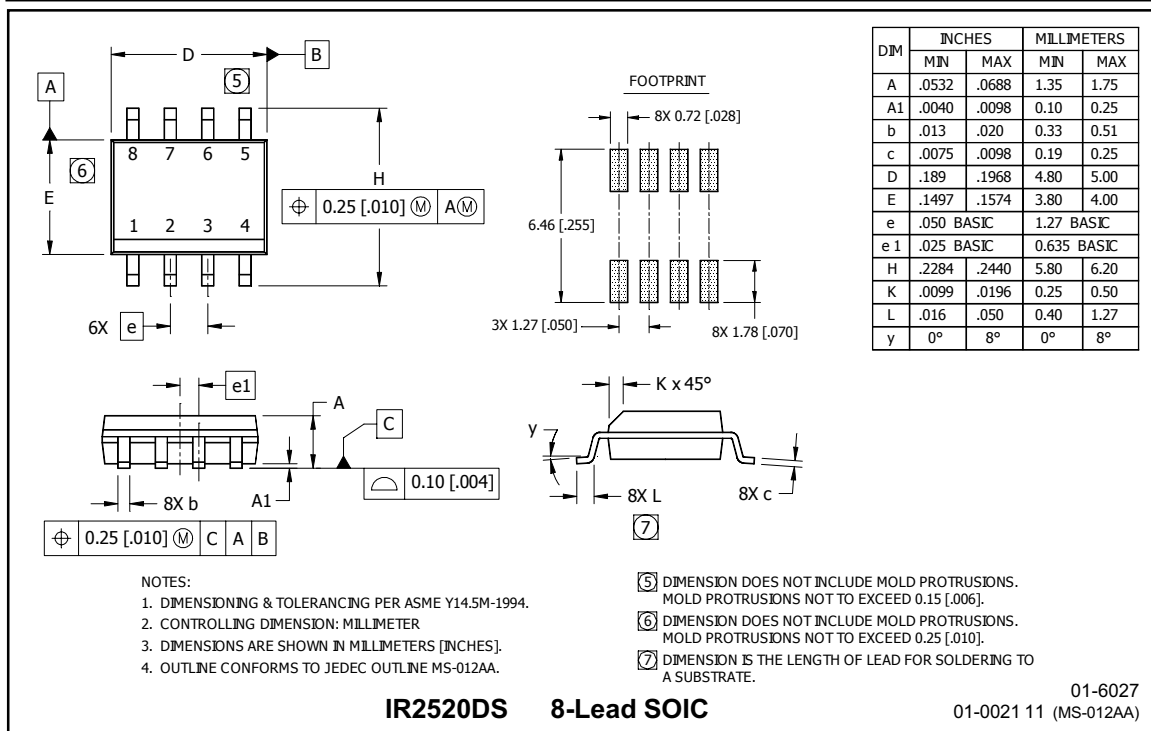 D
B
5
A
8 7 6 5
6
E
H
⌖ 0.25 [.010] Ⓜ AⓂ
1 2 3 4
6X e
FOOTPRINT
8X 0.72 [.028]
6.46 [.255]
3X 1.27 [.050]
8X 1.78 [.070]
DIM INCHES MILLIMETERS
MIN MAX MIN MAX
A .0532 .0688 1.35 1.75
A1 .0040 .0098 0.10 0.25
b .013 .020 0.33 0.51
c .0075 .0098 0.19 0.25
D .189 .1968 4.80 5.00
E .1497 .1574 3.80 4.00
e .050 BASIC 1.27 BASIC
e 1 .025 BASIC 0.635 BASIC
H .2284 .2440 5.80 6.20
K .0099 .0196 0.25 0.50
L .016 .050 0.40 1.27
y 0° 8° 0° 8°
e1
A
C
⌓ 0.10 [.004]
8X b
A1
⌖ 0.25 [.010] Ⓜ C A B
K x 45°
y
8X L
8X c
7
NOTES:
1. DIMENSIONING & TOLERANCING PER ASME Y14.5M-1994.
2. CONTROLLING DIMENSION: MILLIMETER
3. DIMENSIONS ARE SHOWN IN MILLIMETERS [INCHES].
4. OUTLINE CONFORMS TO JEDEC OUTLINE MS-012AA.
5 DIMENSION DOES NOT INCLUDE MOLD PROTRUSIONS.
MOLD PROTRUSIONS NOT TO EXCEED 0.15 [.006].
6 DIMENSION DOES NOT INCLUDE MOLD PROTRUSIONS.
MOLD PROTRUSIONS NOT TO EXCEED 0.25 [.010].
7 DIMENSION IS THE LENGTH OF LEAD FOR SOLDERING TO
A SUBSTRATE.
IR2520DS 8-Lead SOIC
01-6027
01-0021 11 (MS-012AA)